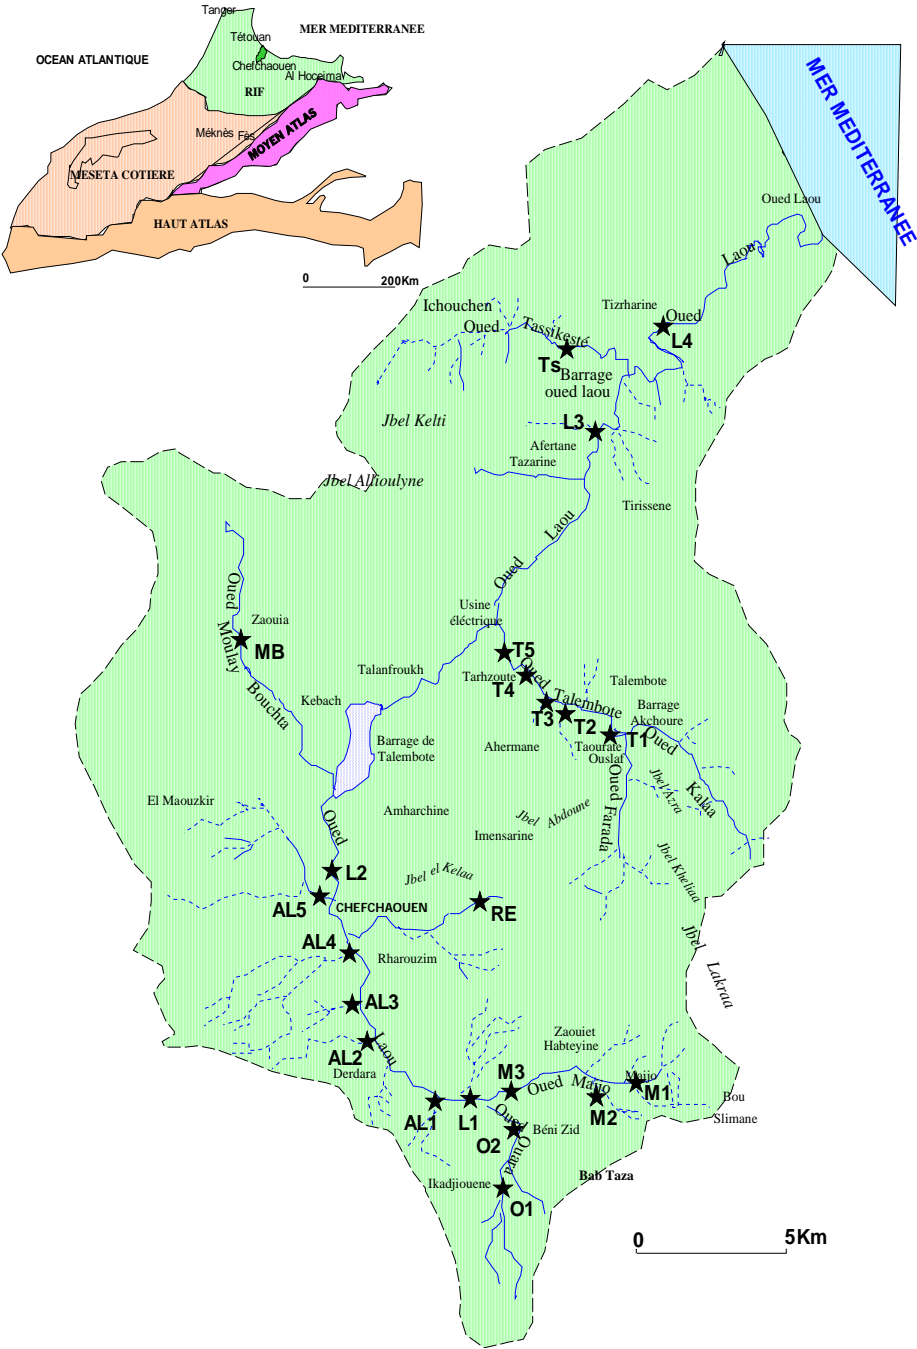 Tanger
MER MEDITERRANEE
Tétouan
OCEAN ATLANTIQUE
Chefchaouen
Al Hoceima
RIF
Méknès
Fès
MOYEN ATLAS
MESETA COTIERE
HAUT ATLAS
0
200Km
MER MEDITERRANEE
Oued Laou
Laou
Oued
Tizrharine
L4
Ichouchen
Oued
Tassikesté
Ts
Barrage
oued laou
L3
Jbel Kelti
Afertane
Tazarine
Jbel Allioulyne
Tirissene
Laou
Oued
Usine
éléctrique
Oued
Moulay
Bouchta
Zaouia
MB
T5
Talanfroukh
Tarhzoute
T4
Oued
Talembote
Talembote
Kebach
T3
T2
Barrage
Akchoure
T1
Oued
Kalaa
Ahermane
Taourate
Ouslaf
Barrage de
Talembote
Oued Farada
Jbel Azra
El Maouzkir
Amharchine
Jbel Abdoune
Imensarine
Oued
L2
Jbel el Kelaa
Jbel Kheliaa
AL5
CHEFCHAOUEN
RE
AL4
Rharouzim
Jbel
Lakraa
AL3
AL2
Laou
Derdara
Zaouiet
Habteyine
M3
Oued
Majjo
Majjo
M1
M2
Bou
Slimane
AL1
L1
Oued
Ouara
O2
Béni Zid
Bab Taza
Ikadjiouene
O1
0
5Km